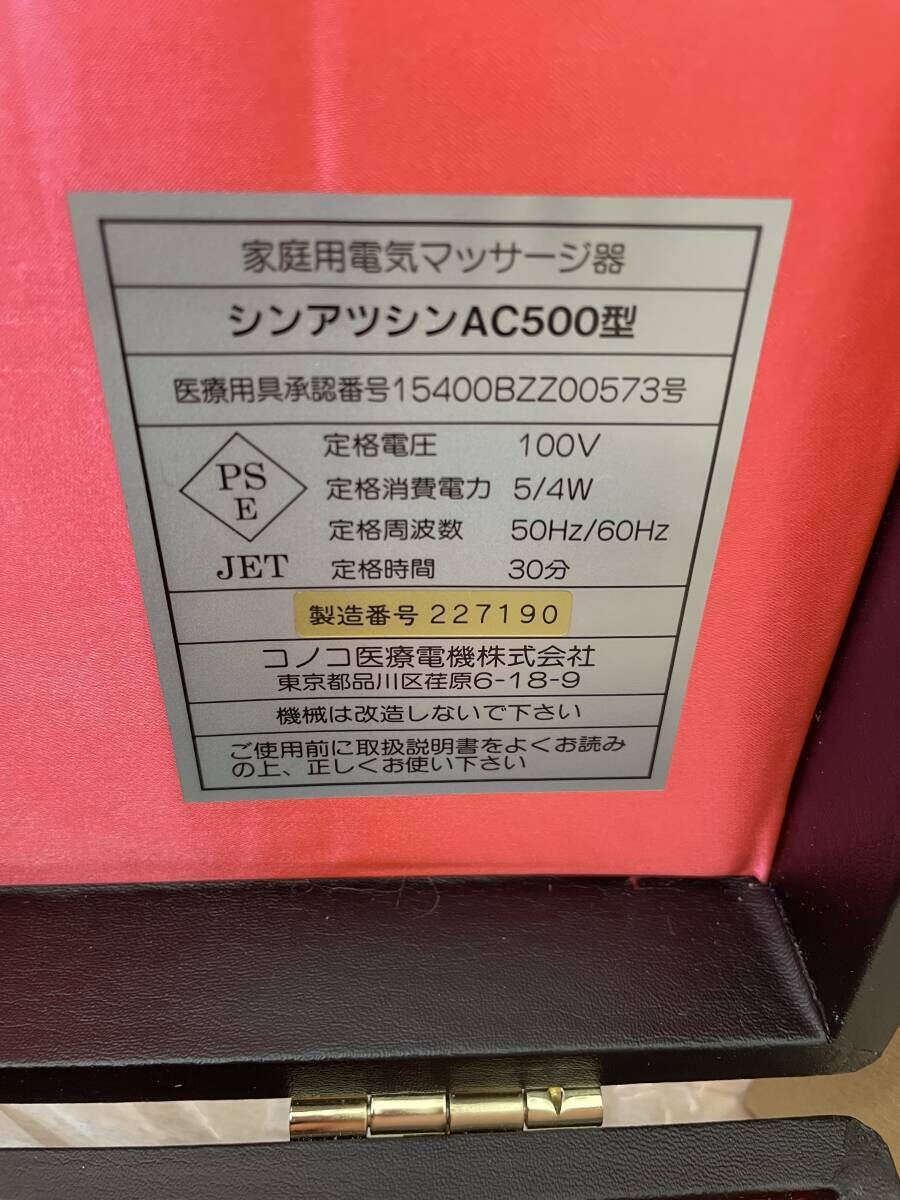 家庭用電気マッサージ器
シンアツシンAC500型
医療用具承認番号15400BZZ00573号
PS
E
JET
定格電圧 100V
定格消費電力 5/4W
定格周波数 50Hz/60Hz
定格時間 30分
製造番号 227190
コノコ医療電機株式会社
東京都品川区荏原6-18-9
機械は改造しないで下さい
ご使用前に取扱説明書をよくお読み
の上、正しくお使い下さい